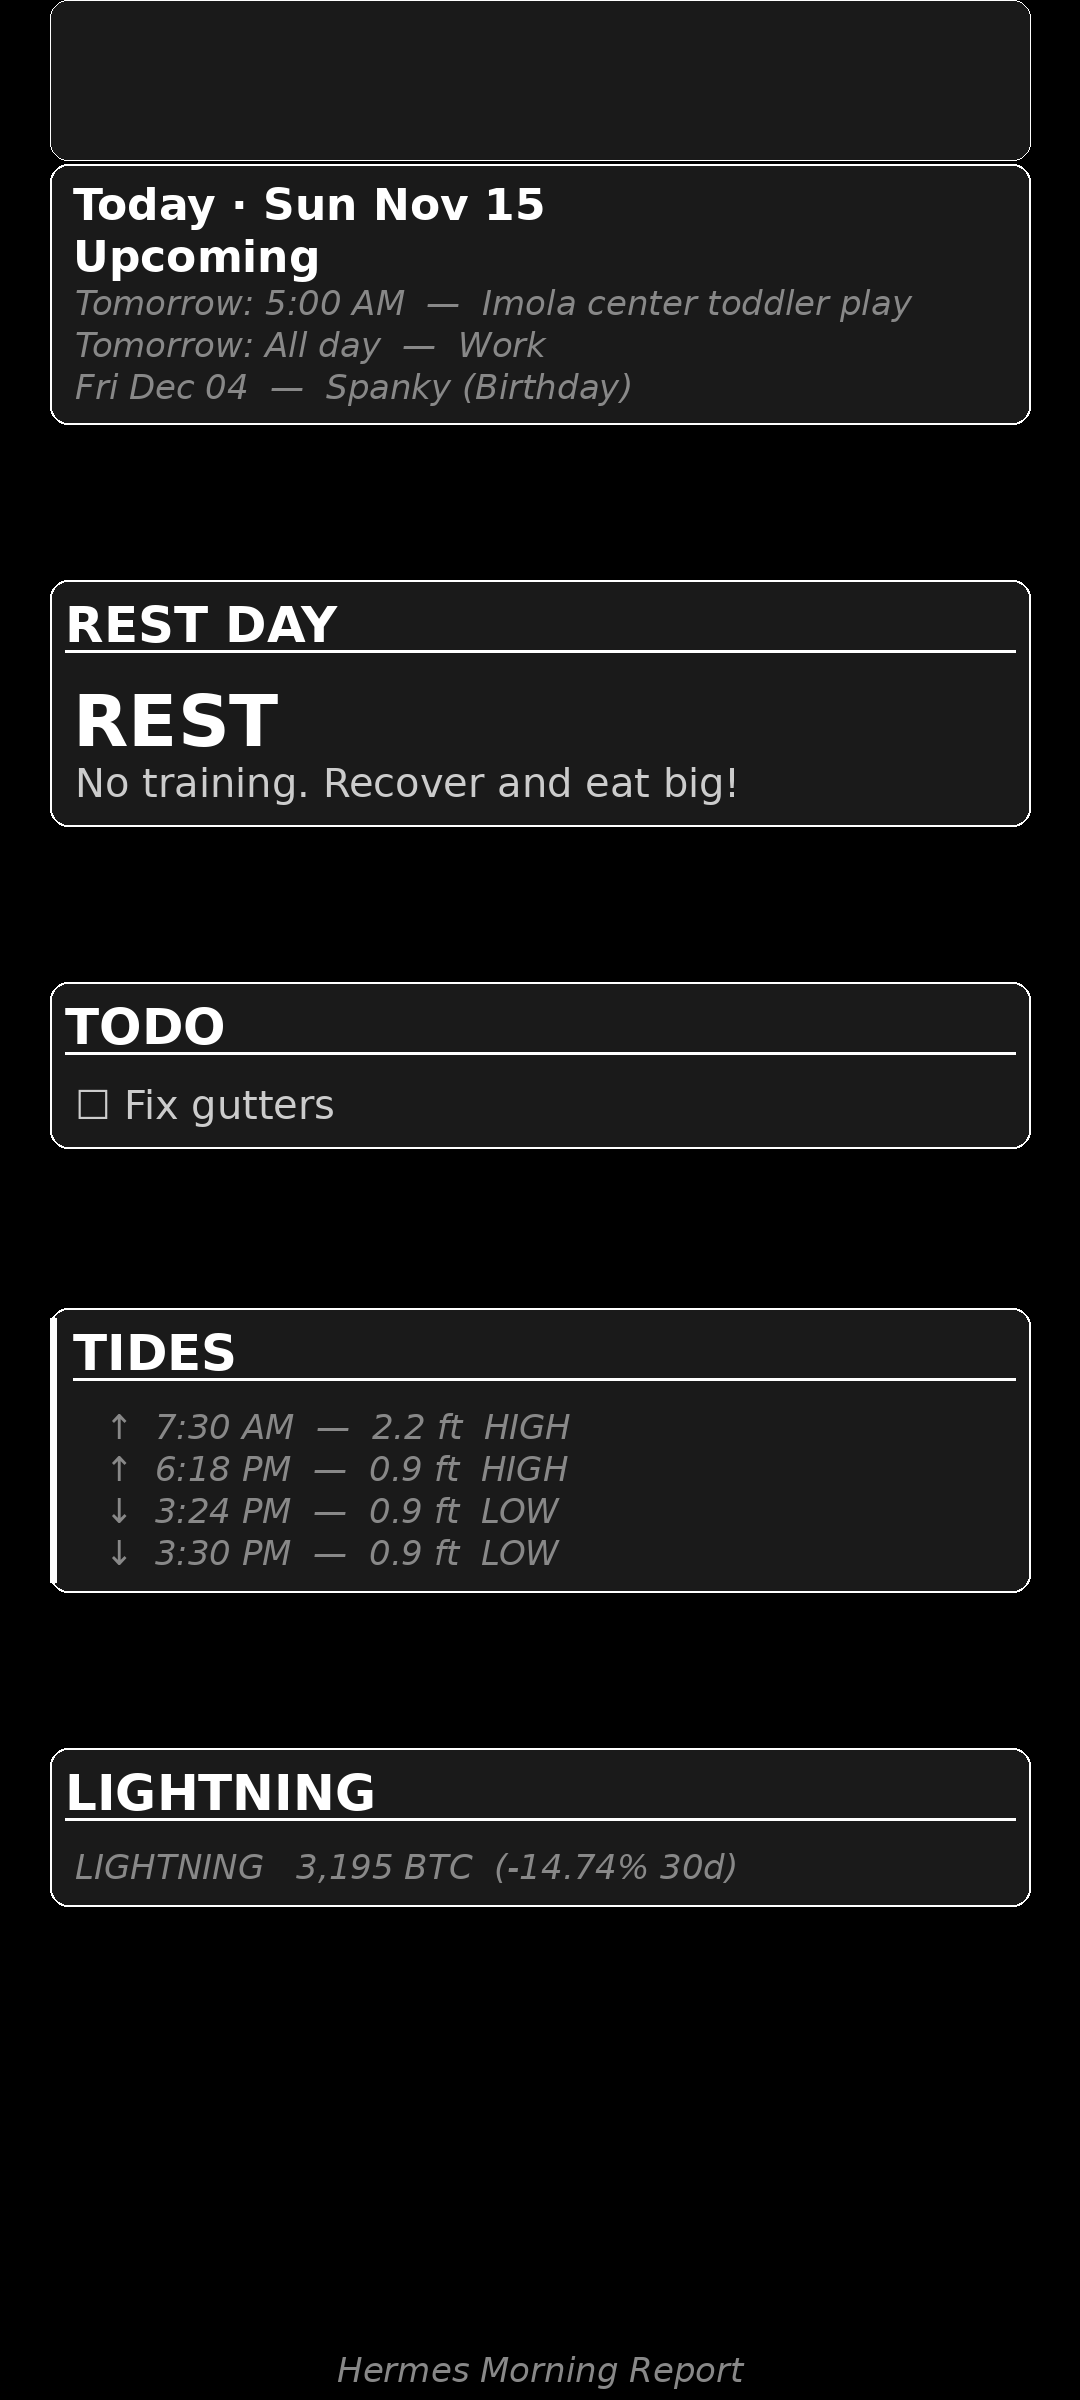 Today · Sun Nov 15
Upcoming
Tomorrow: 5:00 AM — Imola center toddler play
Tomorrow: All day — Work
Fri Dec 04 — Spanky (Birthday)
REST DAY
REST
No training. Recover and eat big!
TODO
☐ Fix gutters
TIDES
↑ 7:30 AM — 2.2 ft HIGH
↑ 6:18 PM — 0.9 ft HIGH
↓ 3:24 PM — 0.9 ft LOW
↓ 3:30 PM — 0.9 ft LOW
LIGHTNING
LIGHTNING 3,195 BTC (-14.74% 30d)
Hermes Morning Report